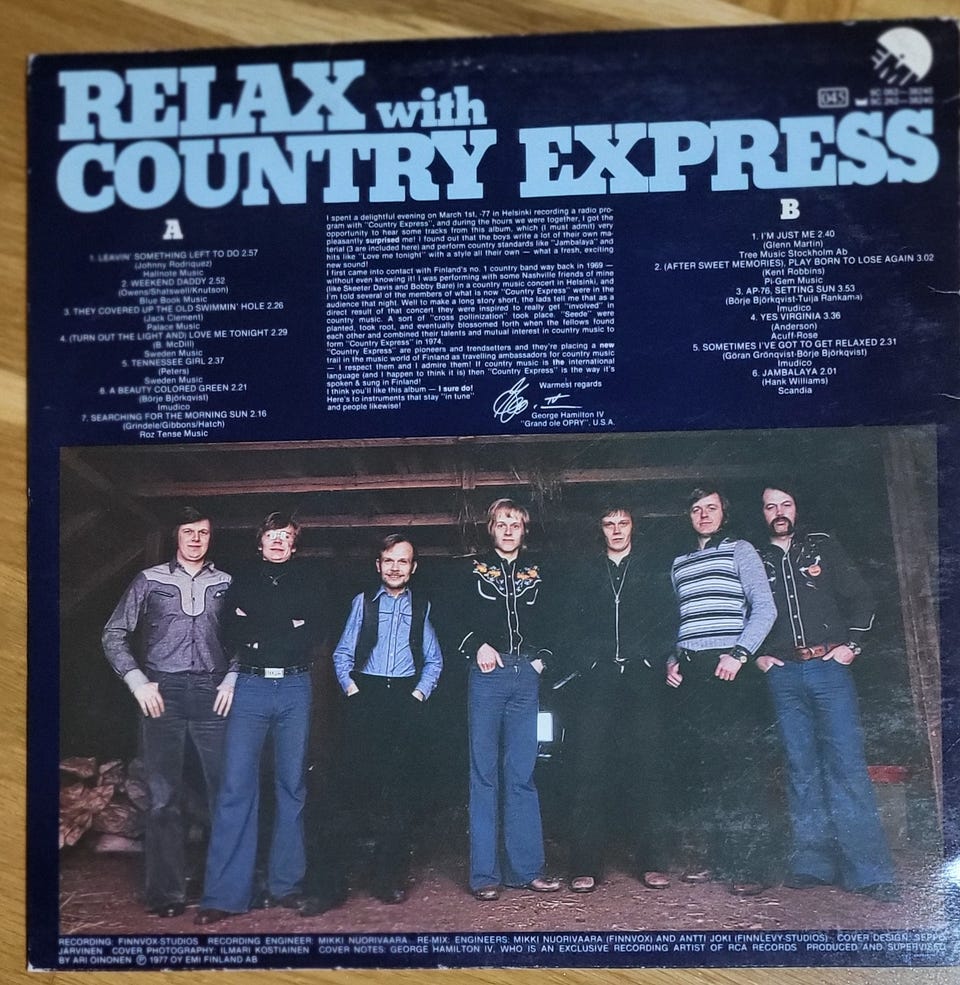 RELAX with
COUNTRY EXPRESS
EMI
045
A
1. LEAVIN' SOMETHING LEFT TO DO 2.57
(Johnny Rodriquez)
Hallnote Music
2. WEEKEND DADDY 2.52
(Owens/Shatswell/Knutson)
Blue Book Music
3. THEY COVERED UP THE OLD SWIMMIN' HOLE 2.26
(Jack Clement)
Palace Music
4. (TURN OUT THE LIGHT AND) LOVE ME TONIGHT 2.29
(B. McDill)
Sweden Music
5. TENNESSEE GIRL 2.37
(Peters)
Sweden Music
6. A BEAUTY COLORED GREEN 2.21
(Börje Björkqvist)
Imudico
7. SEARCHING FOR THE MORNING SUN 2.16
(Grindele/Gibbons/Hatch)
Roz Tense Music
I spent a delightful evening on March 1st, -77 in Helsinki recording a radio pro-
gram with "Country Express", and during the hours we were together, I got the
opportunity to hear some tracks from this album, which (I must admit) very
pleasantly surprised me! I found out that the boys write a lot of their own ma-
terial (3 are included here) and perform country standards like "Jambalaya" and
hits like "Love me tonight" with a style all their own — what a fresh, exciting
new sound!
I first came into contact with Finland's no. 1 country band way back in 1969 —
without even knowing it! I was performing with some Nashville friends of mine
(like Skeeter Davis and Bobby Bare) in a country music concert in Helsinki, and
I'm told several of the members of what is now "Country Express" were in the
audience that night. Well to make a long story short, the lads tell me that as a
direct result of that concert they were inspired to really get "involved" in
country music. A sort of "cross pollinization" took place. "Seeds" were
planted, took root, and eventually blossomed forth when the fellows found
each other and combined their talents and mutual interest in country music to
form "Country Express" in 1974.
"Country Express" are pioneers and trendsetters and they're placing a new
trail in the music world of Finland as travelling ambassadors for country music
— I respect them and I admire them! If country music is the international
language (and I happen to think it is) then "Country Express" is the way it's
spoken & sung in Finland!
I think you'll like this album — I sure do!
Here's to instruments that stay "in tune"
and people likewise!
Warmest regards
George Hamilton IV
"Grand ole OPRY", U.S.A.
B
1. I'M JUST ME 2.40
(Glenn Martin)
Tree Music Stockholm Ab
2. (AFTER SWEET MEMORIES), PLAY BORN TO LOSE AGAIN 3.02
(Kent Robbins)
Pi-Gem Music
3. AP-76, SETTING SUN 3.53
(Börje Björkqvist-Tuija Rankama)
Imudico
4. YES VIRGINIA 3.36
(Anderson)
Acuff-Rose
5. SOMETIMES I'VE GOT TO GET RELAXED 2.31
(Göran Grönqvist-Börje Björkqvist)
Imudico
6. JAMBALAYA 2.01
(Hank Williams)
Scandia
RECORDING: FINNVOX-STUDIOS RECORDING ENGINEER: MIKKI NUORIVAARA RE-MIX: ENGINEERS: MIKKI NUORIVAARA (FINNVOX) AND ANTTI JOKI (FINNLEVY-STUDIOS) COVER DESIGN: SEPPO
JÄRVINEN COVER PHOTOGRAPHY: ILMARI KOSTIAINEN COVER NOTES: GEORGE HAMILTON IV, WHO IS AN EXCLUSIVE RECORDING ARTIST OF RCA RECORDS PRODUCED AND SUPERVISED
BY ARI OINONEN Ⓟ 1977 OY EMI FINLAND AB